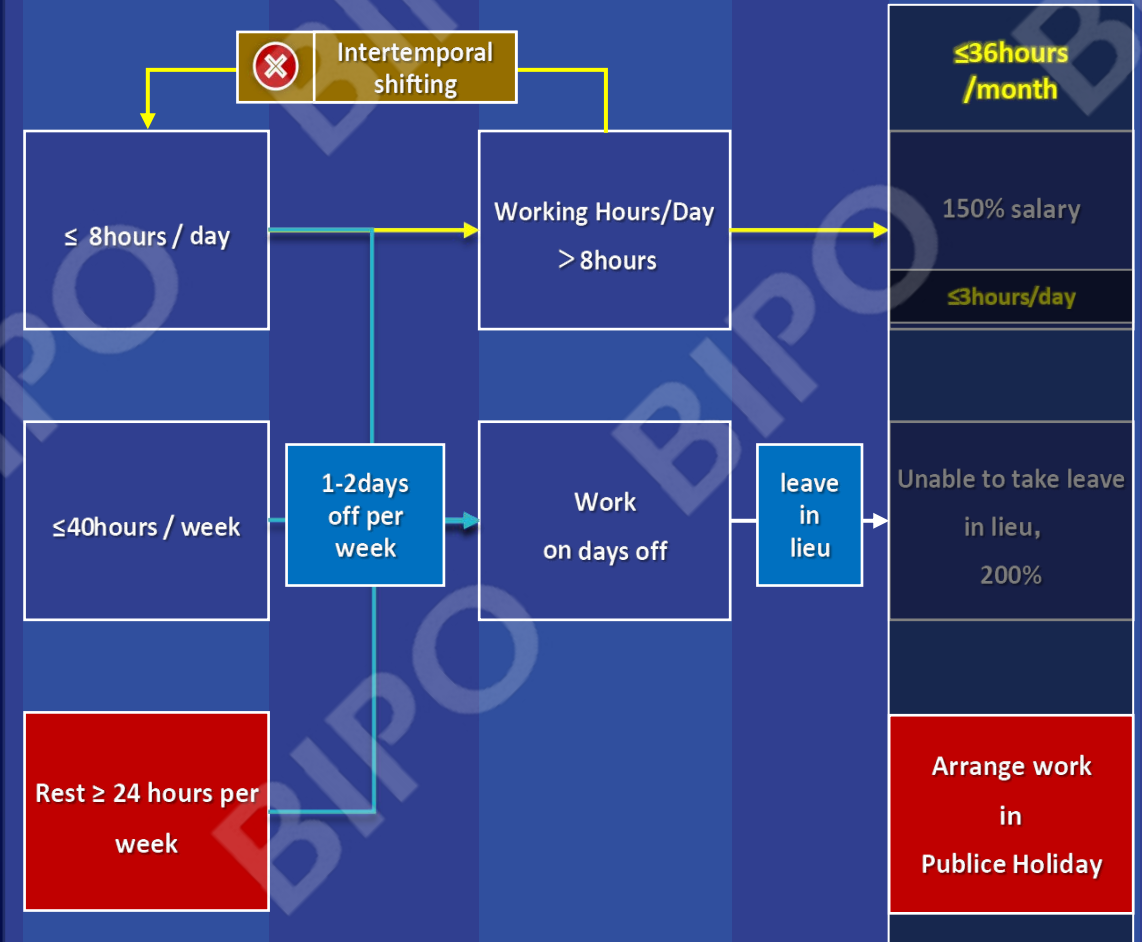 Intertemporal
shifting
≤36hours
/month
≤ 8hours / day
Working Hours/Day
>8hours
150% salary
≤3hours/day
≤40hours / week
1-2days
off per
week
Work
on days off
leave
in
lieu
Unable to take leave
in lieu,
200%
Rest ≥ 24 hours per
week
Arrange work
in
Publice Holiday
BIPO
BIPO
BIPO
BIPO